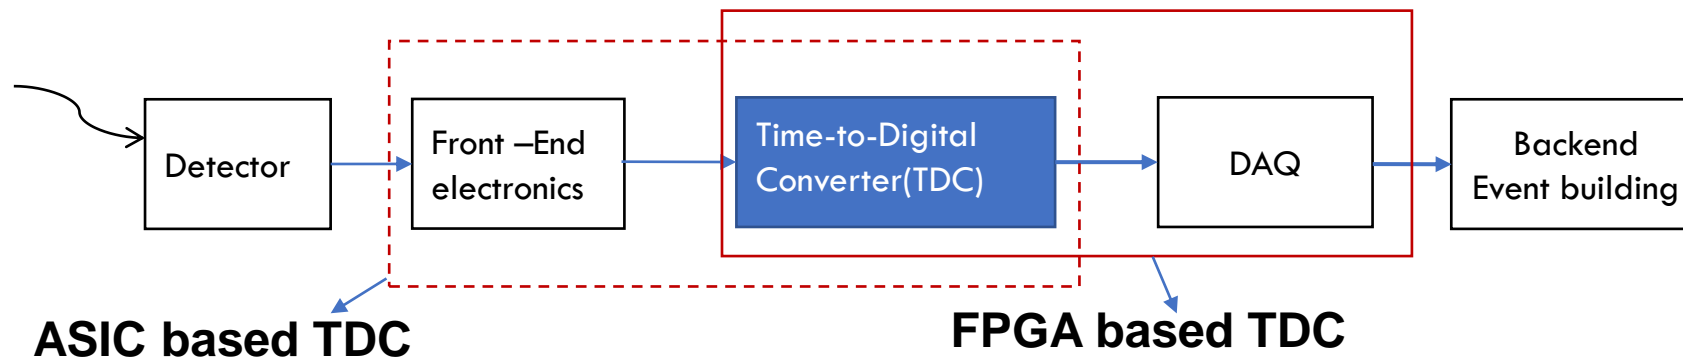 Detector
Front –End
electronics
Time-to-Digital
Converter(TDC)
DAQ
Backend
Event building
ASIC based TDC
FPGA based TDC